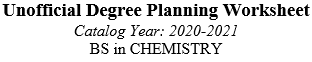 Unofficial Degree Planning Worksheet
Catalog Year: 2020-2021
BS in CHEMISTRY